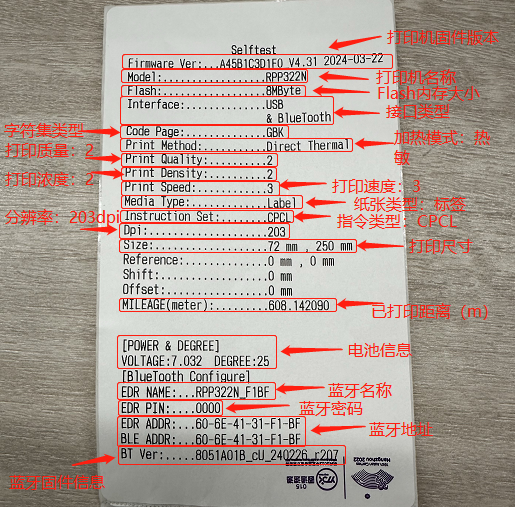 Selftest
打印机固件版本
Firmware Ver:...A45B1C3D1F0 V4.31 2024-03-22
Model:..............RPP322N
打印机名称
Flash:..............8MByte
Flash内存大小
Interface:..........USB
& BlueTooth
接口类型
字符集类型
Code Page:..........GBK
Print Method:.......Direct Thermal
加热模式:热敏
打印质量:2
Print Quality:......2
打印浓度:2
Print Density:......2
Print Speed:........3
打印速度:3
Media Type:.........Label
纸张类型:标签
分辨率:203dpi
Instruction Set:....CPCL
指令类型:CPCL
Dpi:................203
Size:...............72 mm , 250 mm
打印尺寸
Reference:..........0 mm , 0 mm
Shift:..............0 mm
Offset:.............0 mm
MILEAGE(meter):.......608.142090
已打印距离(m)
[POWER & DEGREE]
VOLTAGE:7.032 DEGREE:25
电池信息
[BlueTooth Configure]
EDR NAME:...RPP322N_F1BF
蓝牙名称
EDR PIN:....0000
蓝牙密码
EDR ADDR:...60-6E-41-31-F1-BF
BLE ADDR:...60-6E-41-31-F1-BF
蓝牙地址
BT Ver:.....8051A01B_cU_240226_r207
蓝牙固件信息